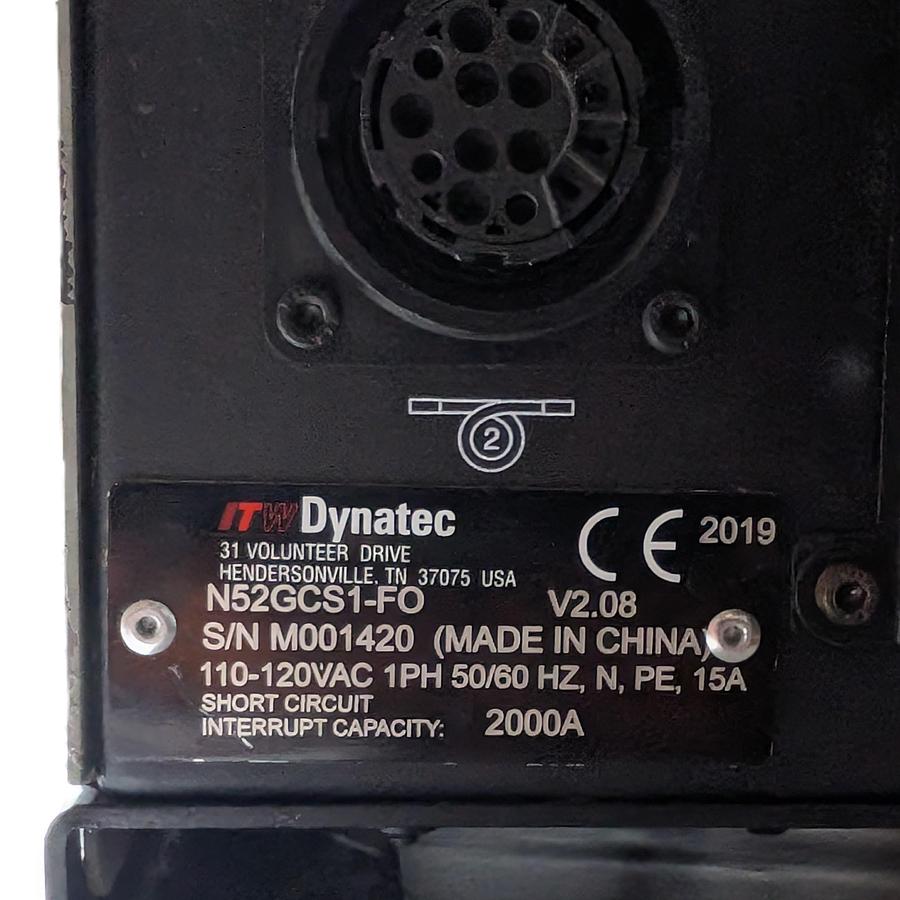 2
ITW Dynatec
31 VOLUNTEER DRIVE
HENDERSONVILLE, TN 37075 USA
CE 2019
N52GCS1-FO V2.08
S/N M001420 (MADE IN CHINA)
110-120VAC 1PH 50/60 HZ, N, PE, 15A
SHORT CIRCUIT
INTERRUPT CAPACITY: 2000A